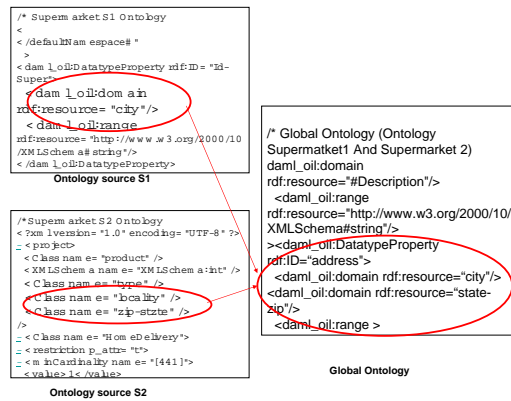 /* Supermarket S1 Ontology
<
</defaultNamespace#"
>
<daml_oil:DatatypeProperty rdf:ID="Id-
Super">
<daml_oil:domain
rdf:resource="city"/>
<daml_oil:range
rdf:resource="http://www.w3.org/2000/10
/XMLSchema#string"/>
</daml_oil:DatatypeProperty>
Ontology source S1
/*Supermarket S2 Ontology
<?xml version="1.0" encoding="UTF-8" ?>
- <project>
<Class name="product" />
<XMLSchema name="XMLSchema:int" />
<Class name="type" />
<Class name="locality" />
<Class name="zip-stzte" />
/>
- <Class name="HomeDelivery">
- <restriction p_attr="t">
- <minCardinality name="[441]">
<value>1</value>
Ontology source S2
/* Global Ontology (Ontology
Supermatket1 And Supermarket 2)
daml_oil:domain
rdf:resource="#Description"/>
<daml_oil:range
rdf:resource="http://www.w3.org/2000/10/
XMLSchema#string"/>
><daml_oil:DatatypeProperty
rdf:ID=“address”>
<daml_oil:domain rdf:resource=“city”/>
<daml_oil:domain rdf:resource=“state-
zip”/>
<daml_oil:range >
Global Ontology